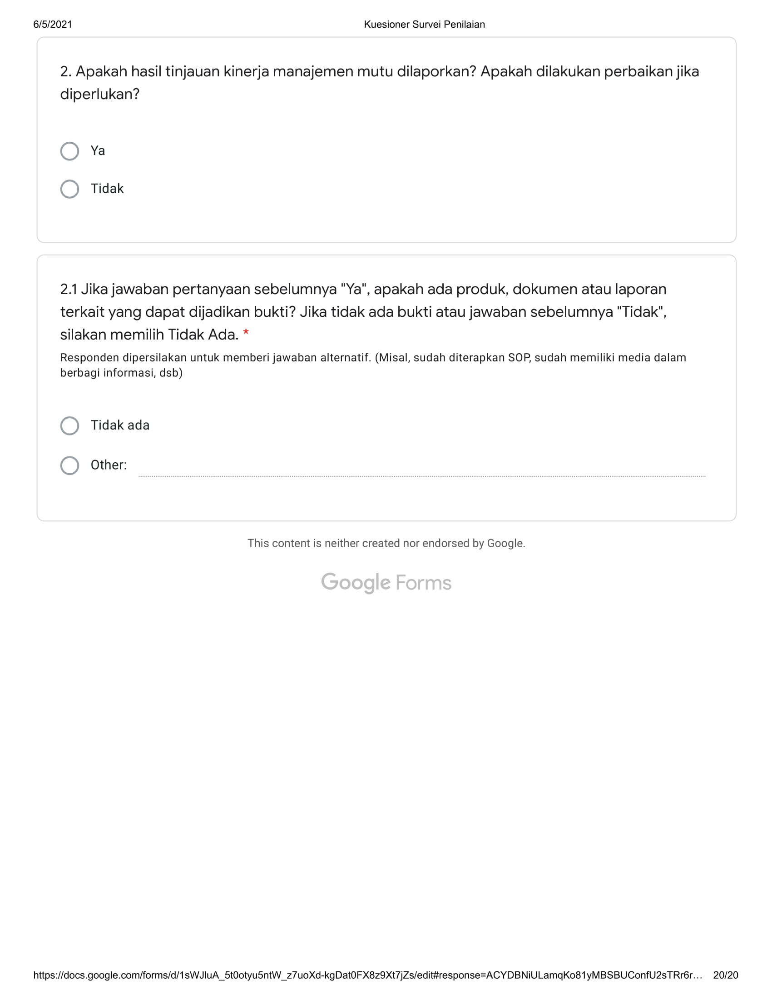 6/5/2021 Kuesioner Survei Penilaian
2. Apakah hasil tinjauan kinerja manajemen mutu dilaporkan? Apakah dilakukan perbaikan jika
diperlukan?
Ya
Tidak
2.1 Jika jawaban pertanyaan sebelumnya "Ya", apakah ada produk, dokumen atau laporan
terkait yang dapat dijadikan bukti? Jika tidak ada bukti atau jawaban sebelumnya "Tidak",
silakan memilih Tidak Ada. *
Responden dipersilakan untuk memberi jawaban alternatif. (Misal, sudah diterapkan SOP, sudah memiliki media dalam
berbagi informasi, dsb)
Tidak ada
Other:
This content is neither created nor endorsed by Google.
Google Forms
https://docs.google.com/forms/d/1sWJIuA_5t0otyu5ntW_z7uoXd-kgDat0FX8z9Xt7jZs/edit#response=ACYDBNiULamqKo81yMBSBUConfU2sTRr6r… 20/20